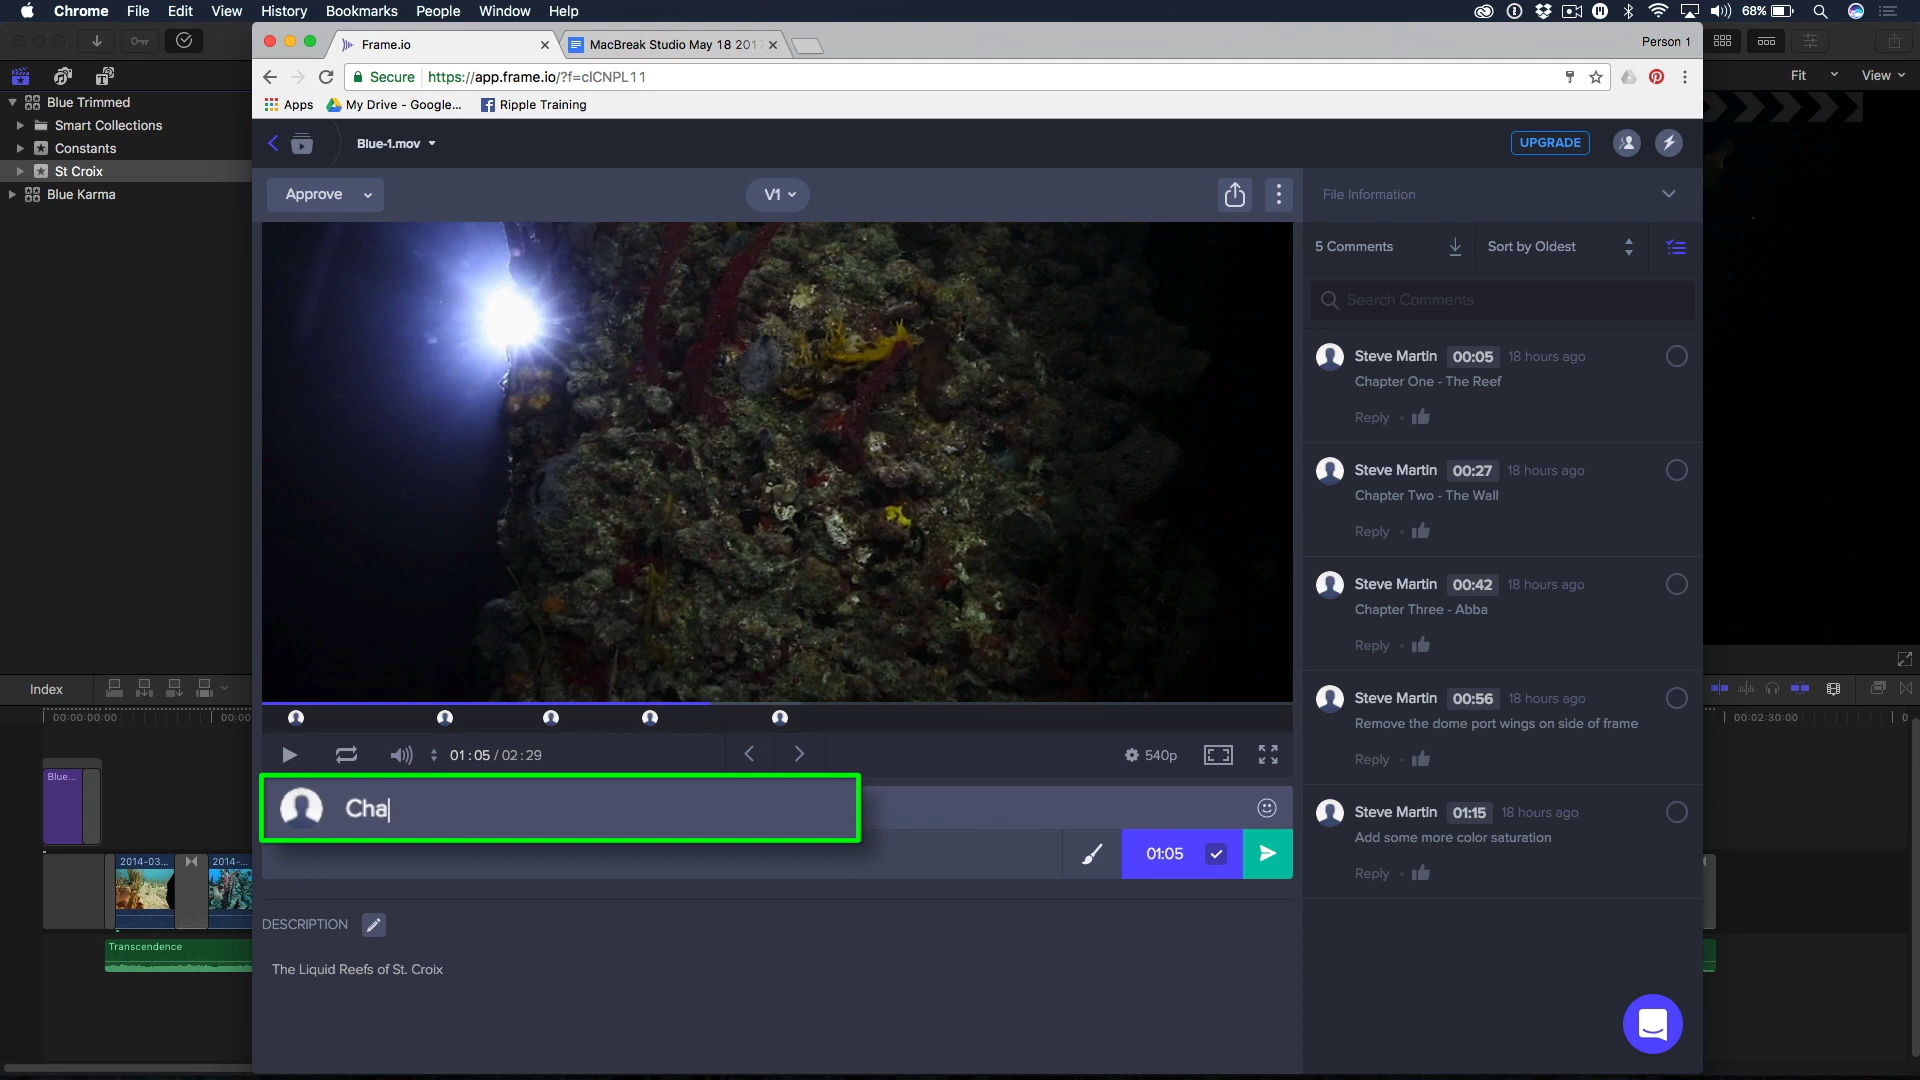 Chrome File Edit View History Bookmarks People Window Help
68%
Frame.io
MacBreak Studio May 18 201
Person 1
Secure https://app.frame.io/?f=clCNPL11
Apps My Drive - Google... Ripple Training
Fit View
Blue Trimmed
Smart Collections
Constants
St Croix
Blue Karma
Blue-1.mov
UPGRADE
Approve
V1
File Information
5 Comments
Sort by Oldest
Search Comments
Steve Martin 00:05 18 hours ago
Chapter One - The Reef
Reply
Steve Martin 00:27 18 hours ago
Chapter Two - The Wall
Reply
Steve Martin 00:42 18 hours ago
Chapter Three - Abba
Reply
Steve Martin 00:56 18 hours ago
Remove the dome port wings on side of frame
Reply
Steve Martin 01:15 18 hours ago
Add some more color saturation
Reply
01:05 / 02:29
540p
Cha
01:05
DESCRIPTION
The Liquid Reefs of St. Croix
Index
00:00:00:00
00:00
00:02:30:00
Blue...
2014-03...
2014-...
Transcendence